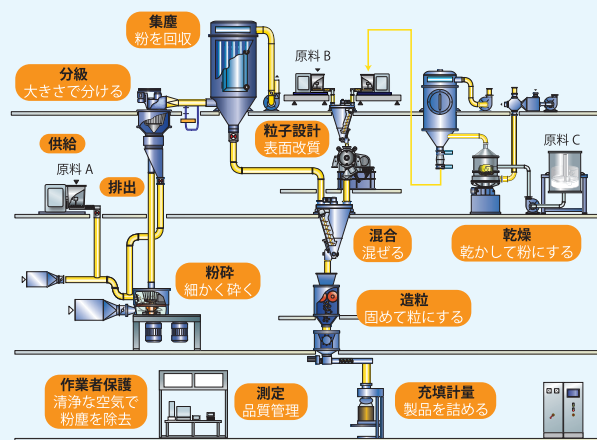 集塵
粉を回収
分級
大きさで分ける
原料 B
粒子設計
表面改質
供給
原料 A
排出
原料 C
混合
混ぜる
乾燥
乾かして粉にする
粉砕
細かく砕く
造粒
固めて粒にする
作業者保護
清浄な空気で
粉塵を除去
測定
品質管理
充填計量
製品を詰める